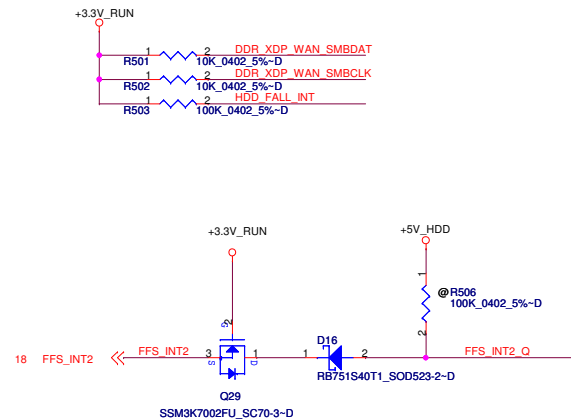 +3.3V_RUN
1 2 DDR_XDP_WAN_SMBDAT
R501 10K_0402_5%~D
1 2 DDR_XDP_WAN_SMBCLK
R502 10K_0402_5%~D
1 2 HDD_FALL_INT
R503 100K_0402_5%~D
+3.3V_RUN
+5V_HDD
1
@R506
100K_0402_5%~D
2
G
2
18 FFS_INT2 FFS_INT2 3 S D 1 1 D16 2 FFS_INT2_Q
RB751S40T1_SOD523-2~D
Q29
SSM3K7002FU_SC70-3~D